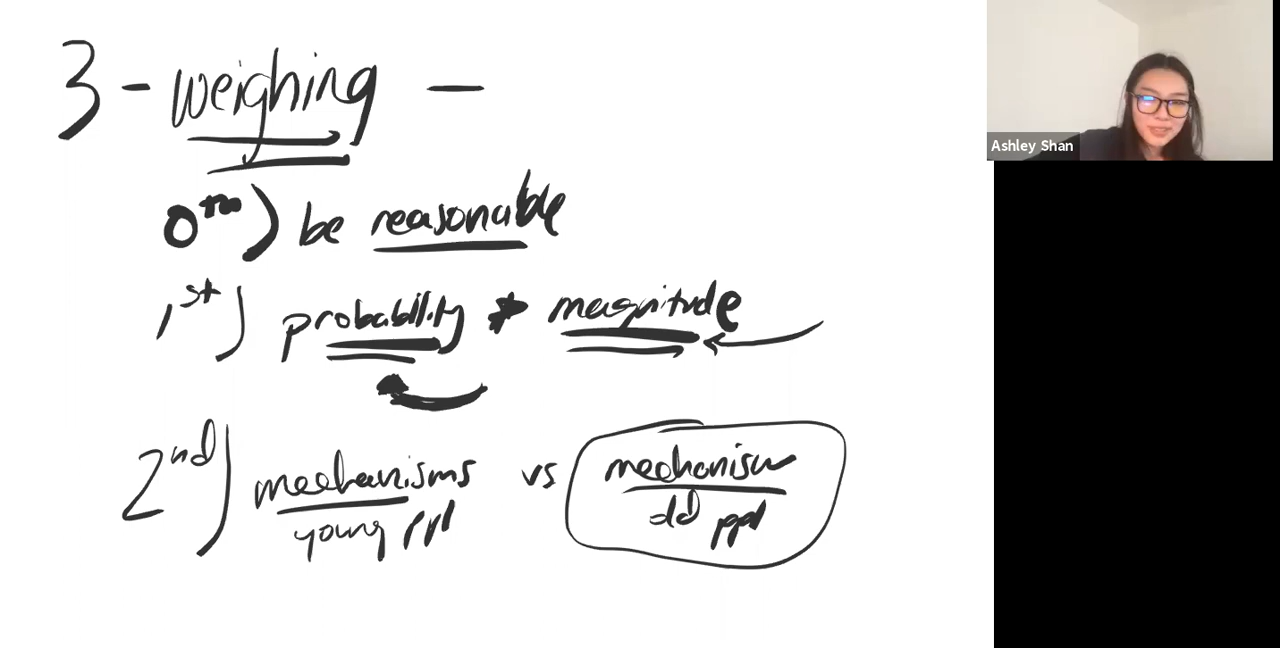 3 - weighing —
Ashley Shan
0th) be reasonable
1st) probability * magnitude
2nd) mechanisms vs mechanism
young ppl old ppl